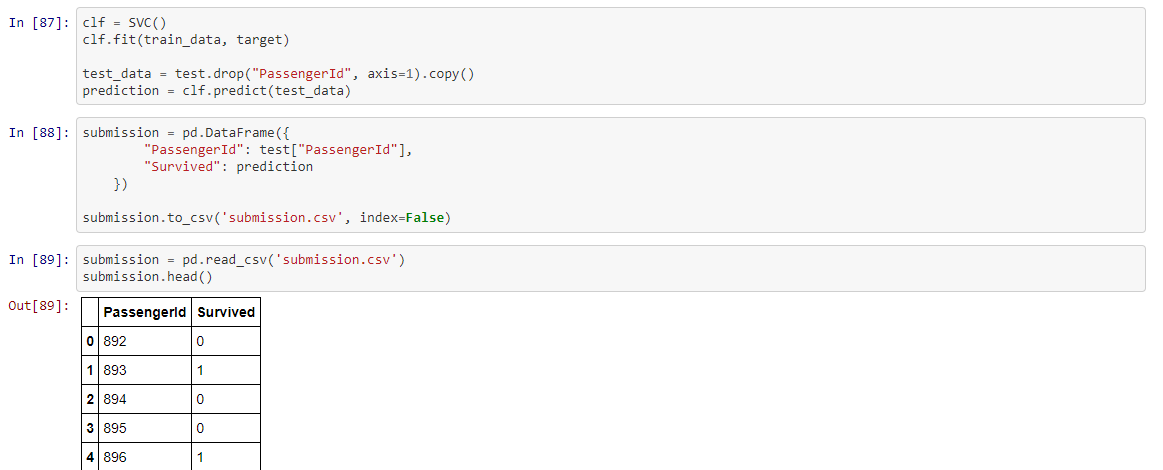 In [87]: clf = SVC()
clf.fit(train_data, target)
test_data = test.drop("PassengerId", axis=1).copy()
prediction = clf.predict(test_data)
In [88]: submission = pd.DataFrame({
"PassengerId": test["PassengerId"],
"Survived": prediction
})
submission.to_csv('submission.csv', index=False)
In [89]: submission = pd.read_csv('submission.csv')
submission.head()
Out[89]:
PassengerId Survived
0 892 0
1 893 1
2 894 0
3 895 0
4 896 1